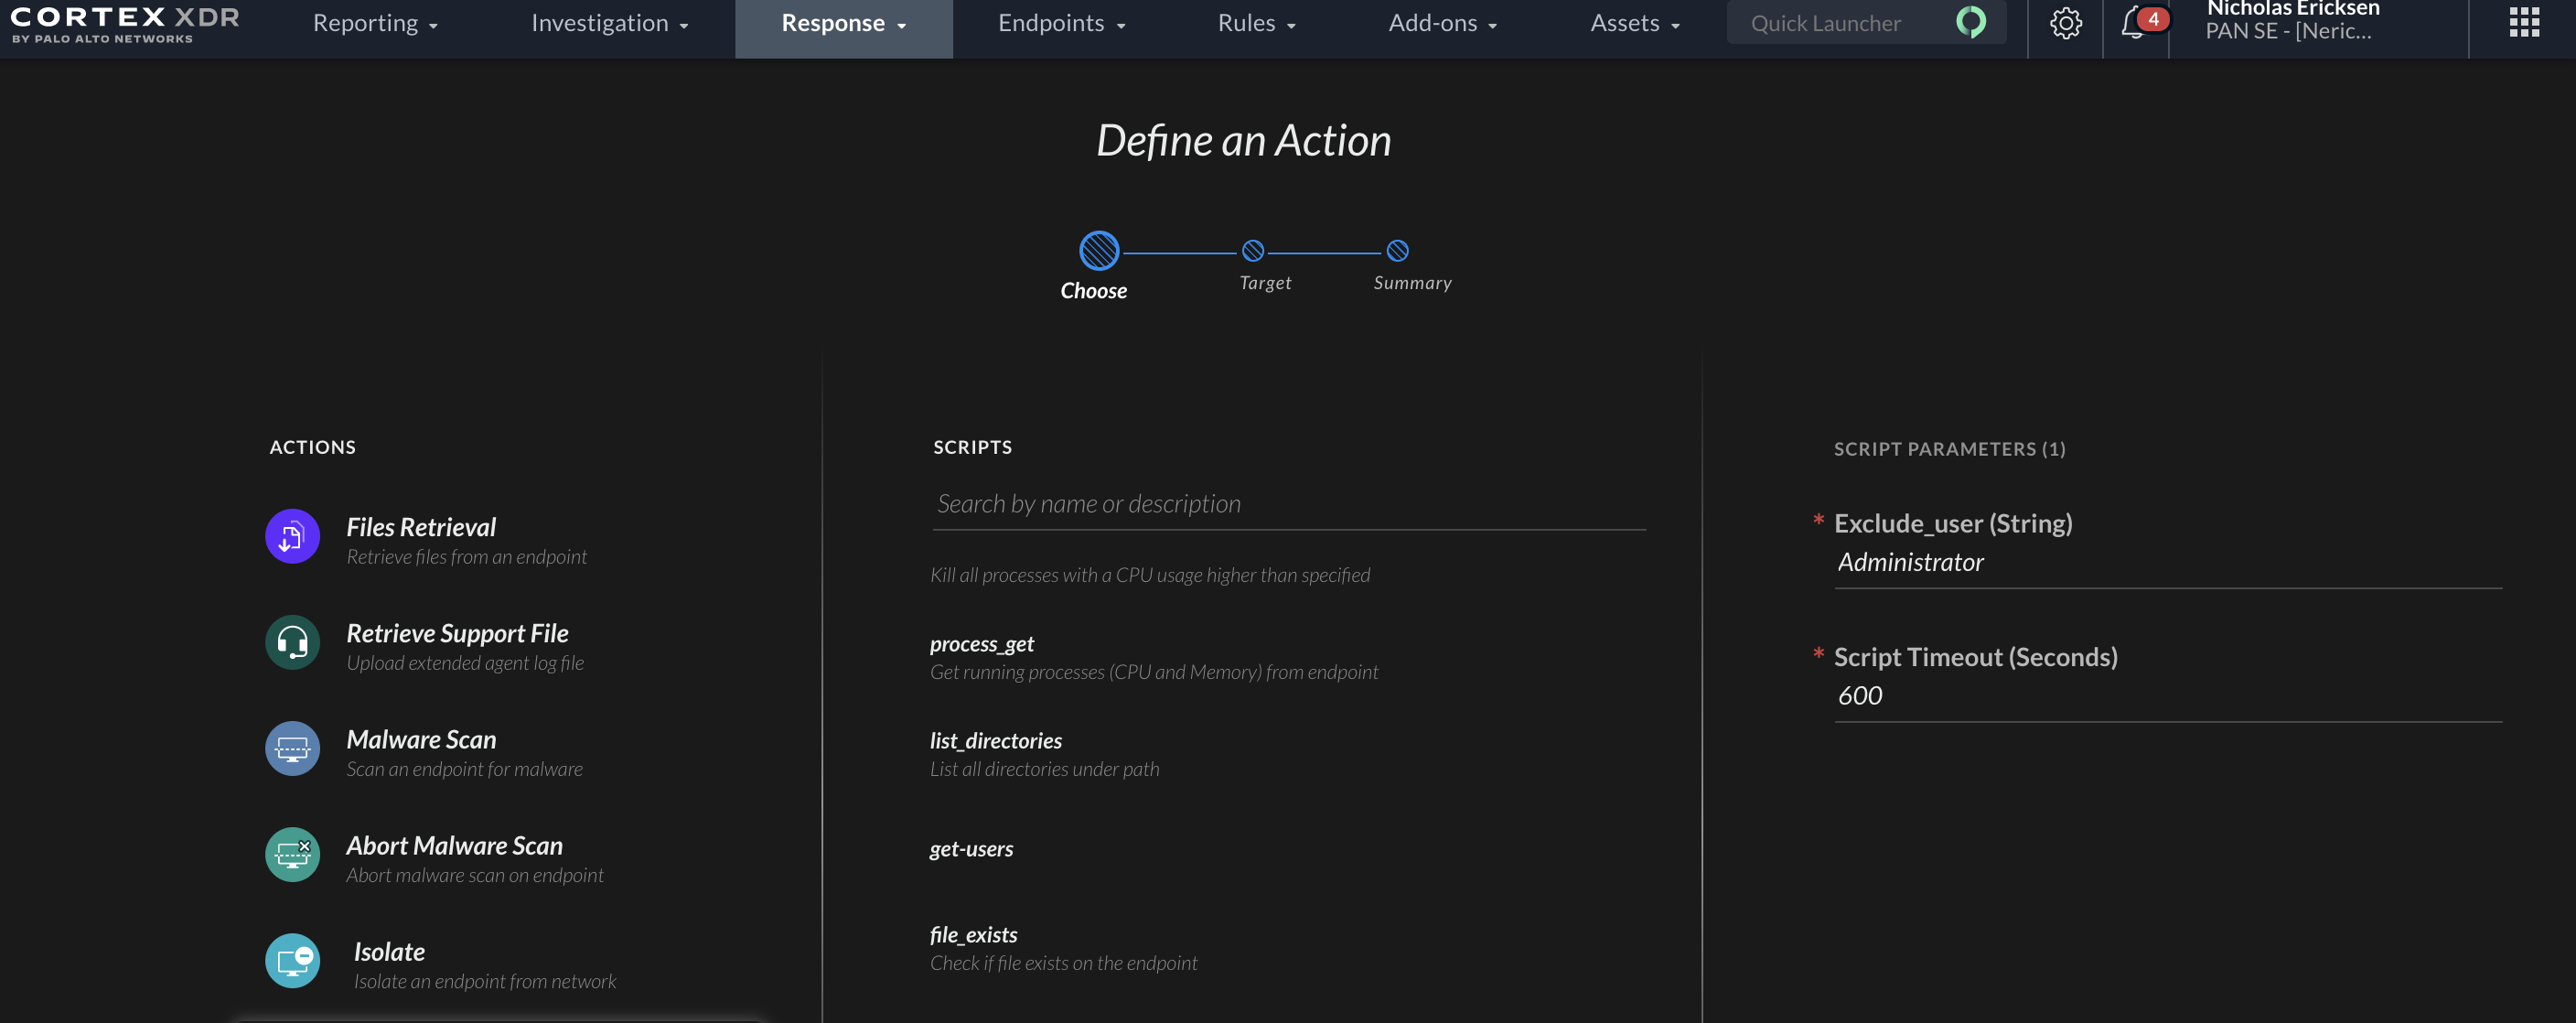 CORTEX XDR
BY PALO ALTO NETWORKS
Reporting
Investigation
Response
Endpoints
Rules
Add-ons
Assets
Quick Launcher
4
Nicholas Ericksen
PAN SE - [Neric...
Define an Action
Choose
Target
Summary
ACTIONS
Files Retrieval
Retrieve files from an endpoint
Retrieve Support File
Upload extended agent log file
Malware Scan
Scan an endpoint for malware
Abort Malware Scan
Abort malware scan on endpoint
Isolate
Isolate an endpoint from network
SCRIPTS
Search by name or description
Kill all processes with a CPU usage higher than specified
process_get
Get running processes (CPU and Memory) from endpoint
list_directories
List all directories under path
get-users
file_exists
Check if file exists on the endpoint
SCRIPT PARAMETERS (1)
* Exclude_user (String)
Administrator
* Script Timeout (Seconds)
600